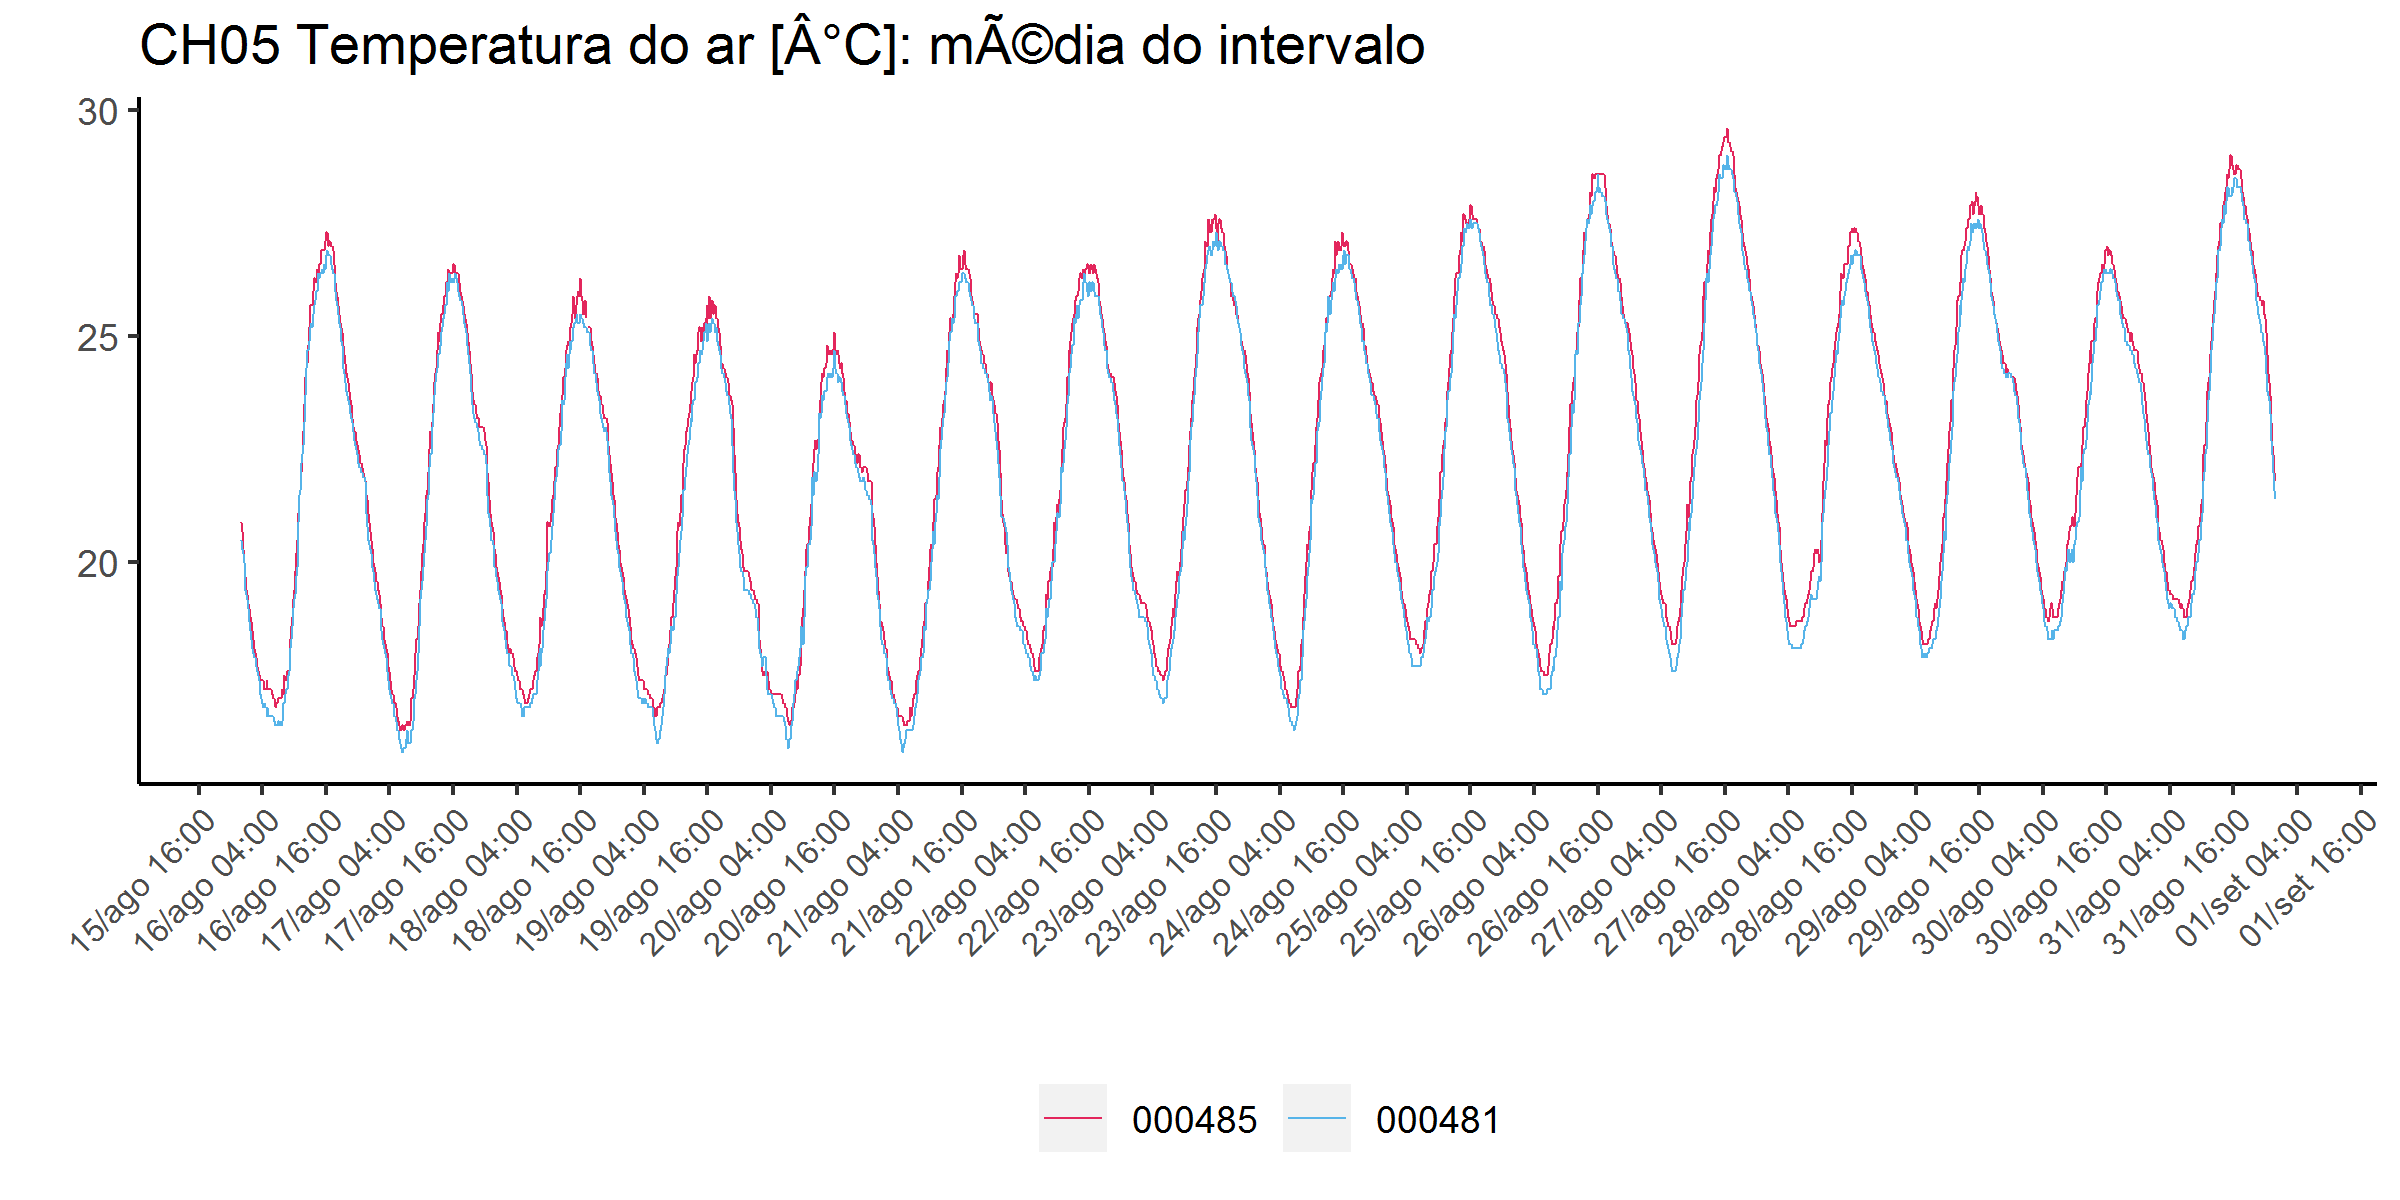 CH05 Temperatura do ar [Â°C]: mÃ©dia do intervalo
30
25
20
15/ago 16:00
16/ago 04:00
16/ago 16:00
17/ago 04:00
17/ago 16:00
18/ago 04:00
18/ago 16:00
19/ago 04:00
19/ago 16:00
20/ago 04:00
20/ago 16:00
21/ago 04:00
21/ago 16:00
22/ago 04:00
22/ago 16:00
23/ago 04:00
23/ago 16:00
24/ago 04:00
24/ago 16:00
25/ago 04:00
25/ago 16:00
26/ago 04:00
26/ago 16:00
27/ago 04:00
27/ago 16:00
28/ago 04:00
28/ago 16:00
29/ago 04:00
29/ago 16:00
30/ago 04:00
30/ago 16:00
31/ago 04:00
31/ago 16:00
01/set 04:00
01/set 16:00
000485
000481